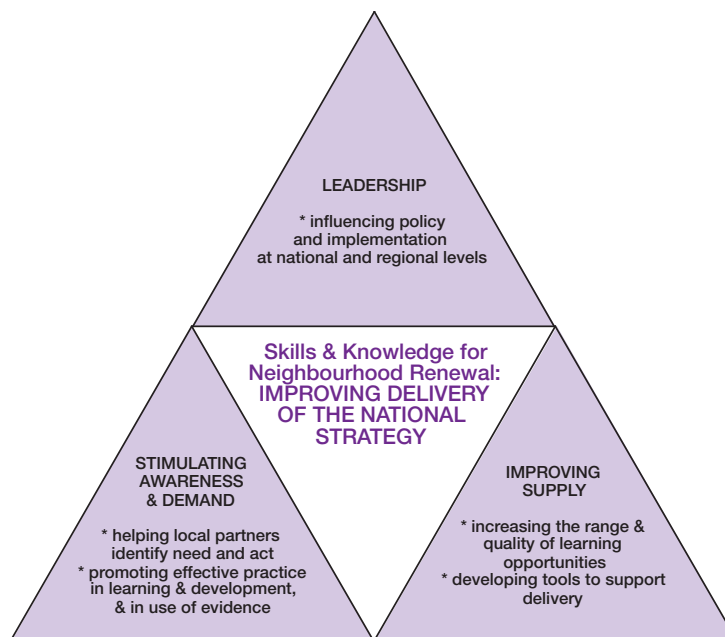 LEADERSHIP
* influencing policy
and implementation
at national and regional levels
Skills & Knowledge for
Neighbourhood Renewal:
IMPROVING DELIVERY
OF THE NATIONAL
STRATEGY
STIMULATING
AWARENESS
& DEMAND
* helping local partners
identify need and act
* promoting effective practice
in learning & development,
& in use of evidence
IMPROVING
SUPPLY
* increasing the range &
quality of learning
opportunities
* developing tools to support
delivery